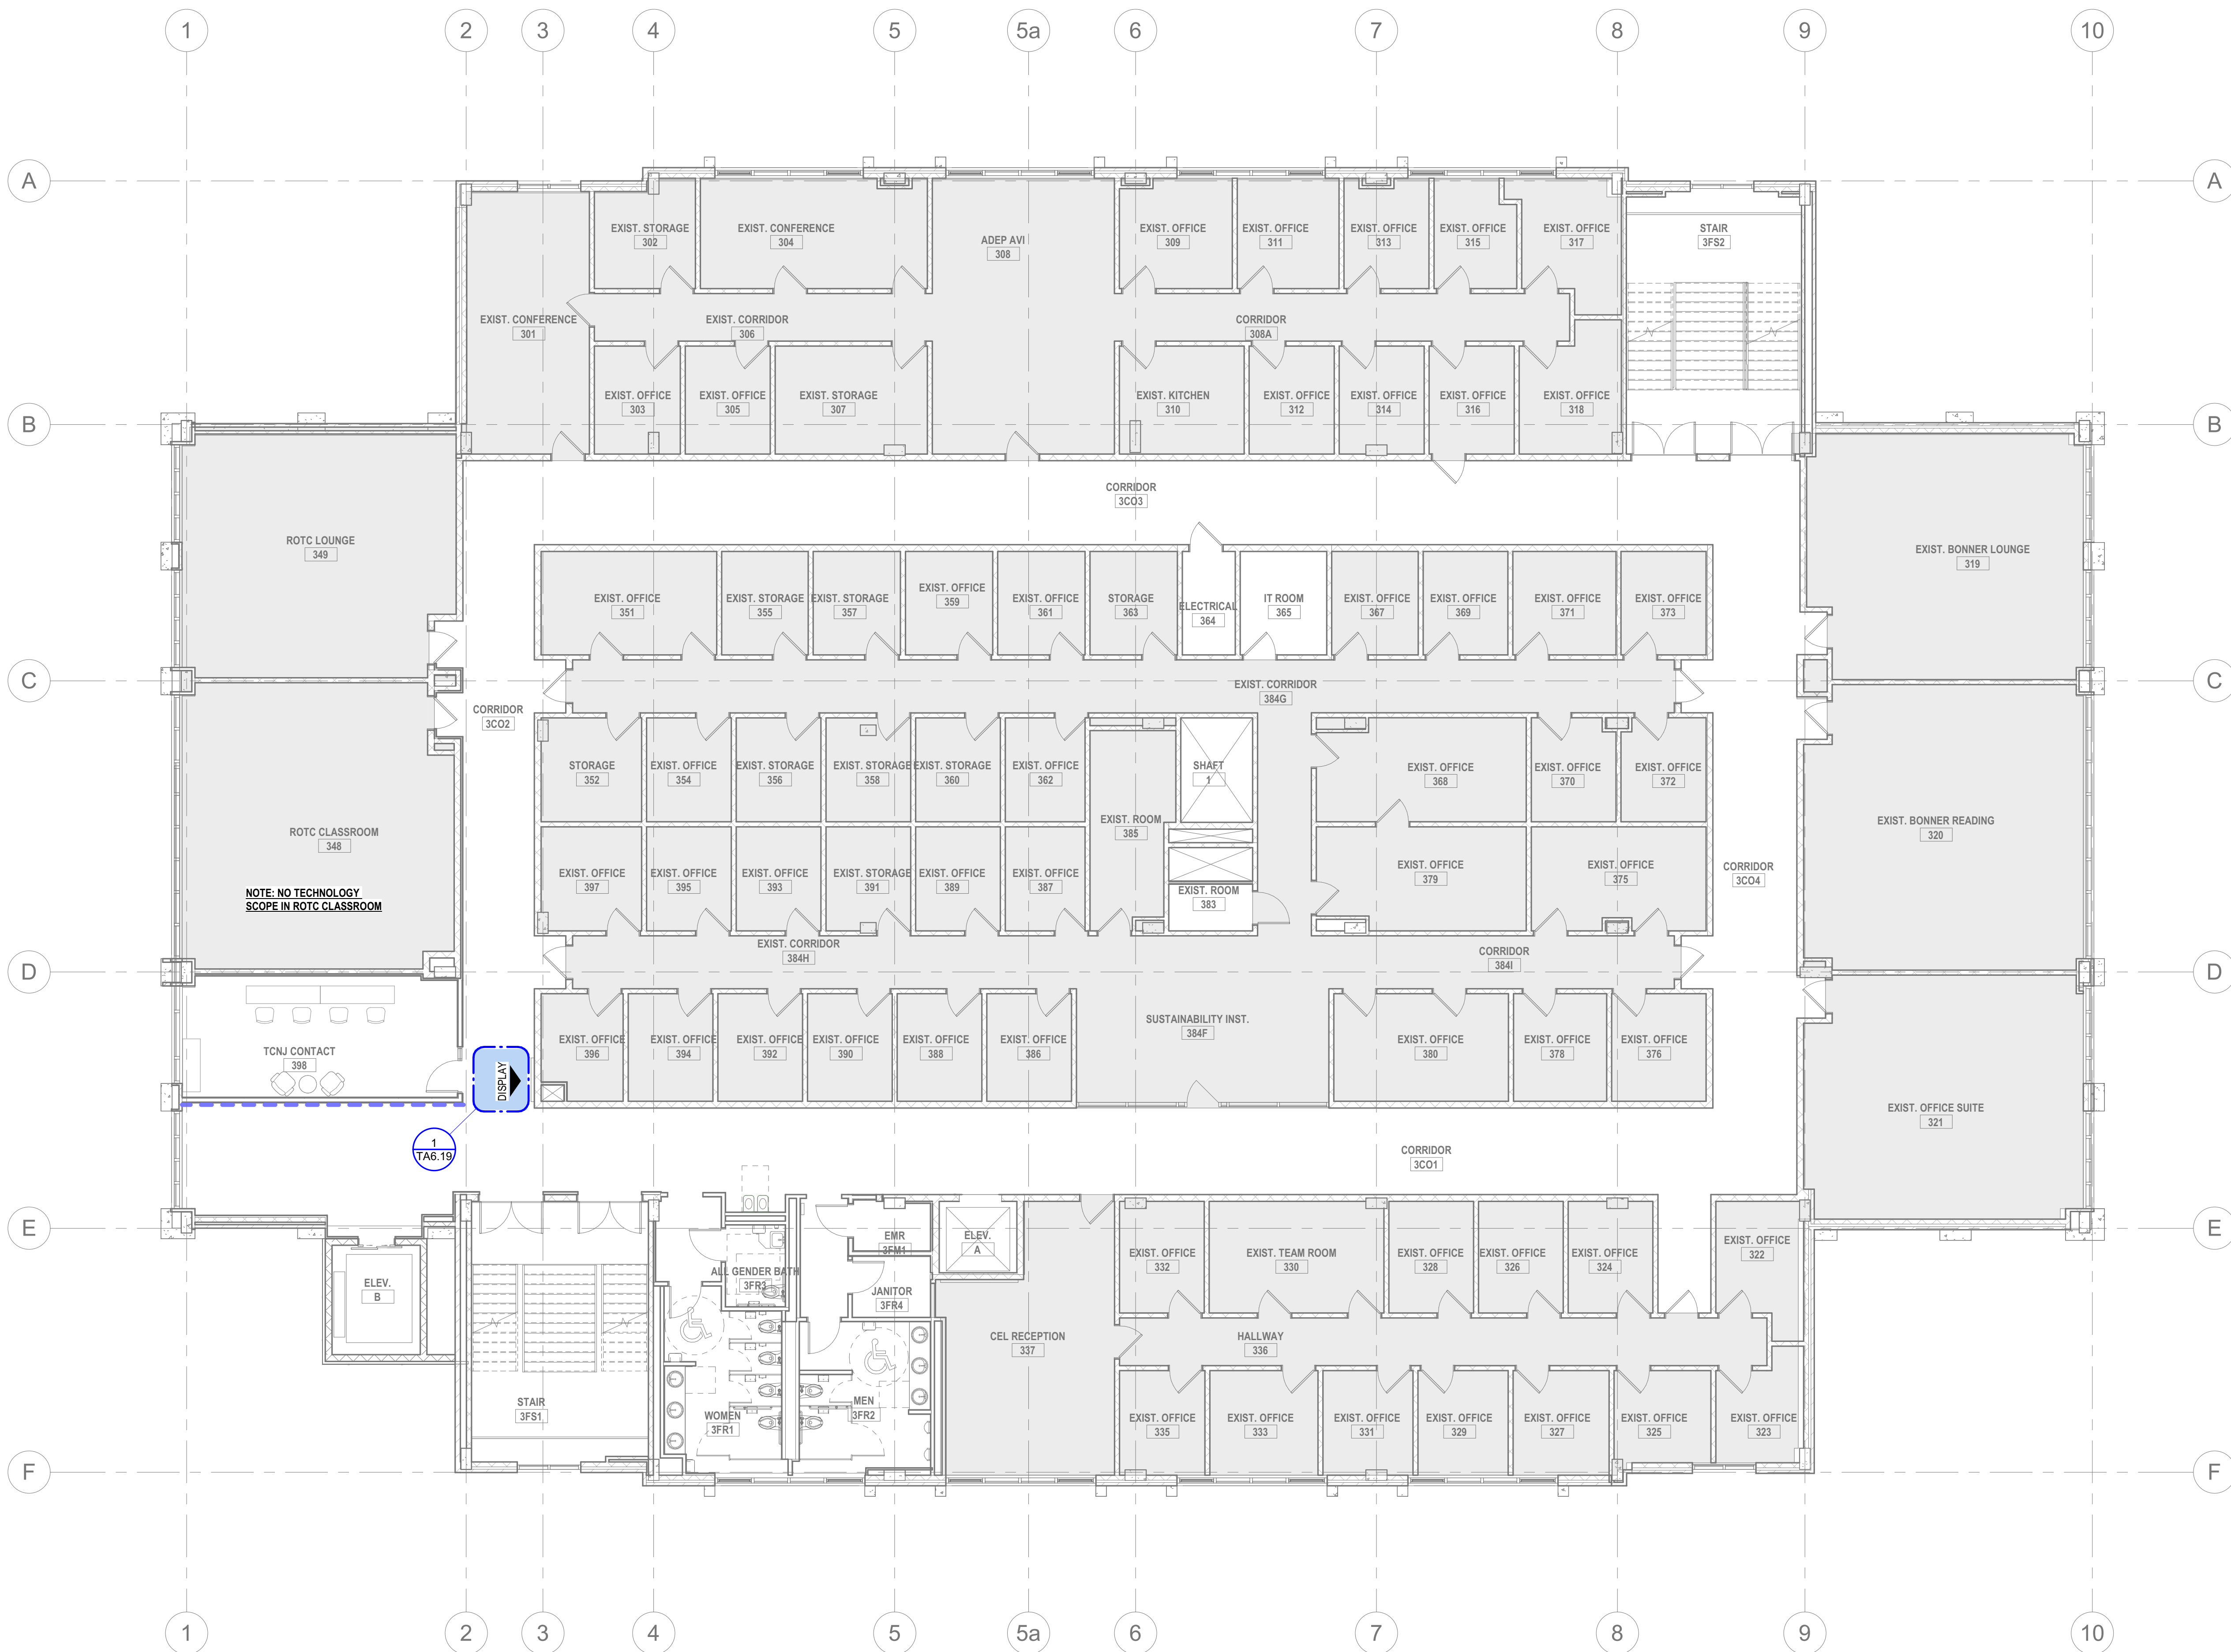 1 2 3 4 5 5a 6 7 8 9 10
A A
EXIST. STORAGE
302
EXIST. CONFERENCE
304
ADEP AVI
308
EXIST. OFFICE
309
EXIST. OFFICE
311
EXIST. OFFICE
313
EXIST. OFFICE
315
EXIST. OFFICE
317
STAIR
3FS2
EXIST. CONFERENCE
301
EXIST. CORRIDOR
306
CORRIDOR
308A
EXIST. OFFICE
303
EXIST. OFFICE
305
EXIST. STORAGE
307
EXIST. KITCHEN
310
EXIST. OFFICE
312
EXIST. OFFICE
314
EXIST. OFFICE
316
EXIST. OFFICE
318
B B
CORRIDOR
3CO3
ROTC LOUNGE
349
EXIST. BONNER LOUNGE
319
EXIST. OFFICE
351
EXIST. STORAGE
355
EXIST. STORAGE
357
EXIST. OFFICE
359
EXIST. OFFICE
361
STORAGE
363
ELECTRICAL
364
IT ROOM
365
EXIST. OFFICE
367
EXIST. OFFICE
369
EXIST. OFFICE
371
EXIST. OFFICE
373
C C
EXIST. CORRIDOR
384G
CORRIDOR
3CO2
STORAGE
352
EXIST. OFFICE
354
EXIST. STORAGE
356
EXIST. STORAGE
358
EXIST. STORAGE
360
EXIST. OFFICE
362
SHAFT
1
EXIST. OFFICE
368
EXIST. OFFICE
370
EXIST. OFFICE
372
EXIST. ROOM
385
EXIST. BONNER READING
320
ROTC CLASSROOM
348
NOTE: NO TECHNOLOGY
SCOPE IN ROTC CLASSROOM
EXIST. OFFICE
397
EXIST. OFFICE
395
EXIST. OFFICE
393
EXIST. STORAGE
391
EXIST. OFFICE
389
EXIST. OFFICE
387
EXIST. ROOM
383
EXIST. OFFICE
379
EXIST. OFFICE
375
CORRIDOR
3CO4
EXIST. CORRIDOR
384H
CORRIDOR
384I
D D
SUSTAINABILITY INST.
384F
TCNJ CONTACT
398
DISPLAY
1
TA6.19
EXIST. OFFICE
396
EXIST. OFFICE
394
EXIST. OFFICE
392
EXIST. OFFICE
390
EXIST. OFFICE
388
EXIST. OFFICE
386
EXIST. OFFICE
380
EXIST. OFFICE
378
EXIST. OFFICE
376
EXIST. OFFICE SUITE
321
CORRIDOR
3CO1
E E
ELEV.
B
EMR
3FM1
ELEV.
A
ALL GENDER BATH
3FR3
JANITOR
3FR4
EXIST. OFFICE
332
EXIST. TEAM ROOM
330
EXIST. OFFICE
328
EXIST. OFFICE
326
EXIST. OFFICE
324
EXIST. OFFICE
322
CEL RECEPTION
337
HALLWAY
336
STAIR
3FS1
WOMEN
3FR1
MEN
3FR2
EXIST. OFFICE
335
EXIST. OFFICE
333
EXIST. OFFICE
331
EXIST. OFFICE
329
EXIST. OFFICE
327
EXIST. OFFICE
325
EXIST. OFFICE
323
F F
1 2 3 4 5 5a 6 7 8 9 10